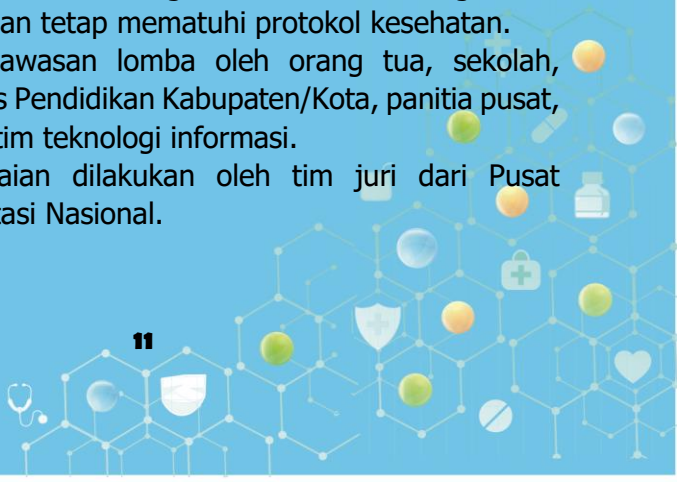 an tetap mematuhi protokol kesehatan.
awasan lomba oleh orang tua, sekolah,
s Pendidikan Kabupaten/Kota, panitia pusat,
tim teknologi informasi.
aian dilakukan oleh tim juri dari Pusat
tasi Nasional.
11